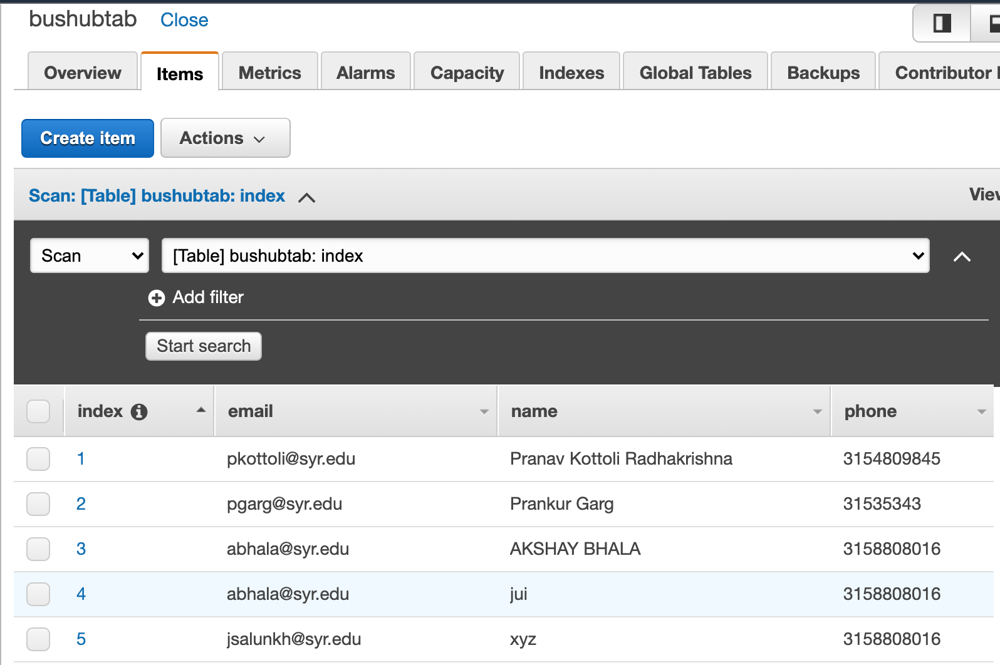 bushubtab Close
Overview Items Metrics Alarms Capacity Indexes Global Tables Backups Contributor
Create item Actions
Scan: [Table] bushubtab: index
Scan [Table] bushubtab: index
Add filter
Start search
index email name phone
1 pkottoli@syr.edu Pranav Kottoli Radhakrishna 3154809845
2 pgarg@syr.edu Prankur Garg 31535343
3 abhala@syr.edu AKSHAY BHALA 3158808016
4 abhala@syr.edu jui 3158808016
5 jsalunkh@syr.edu xyz 3158808016